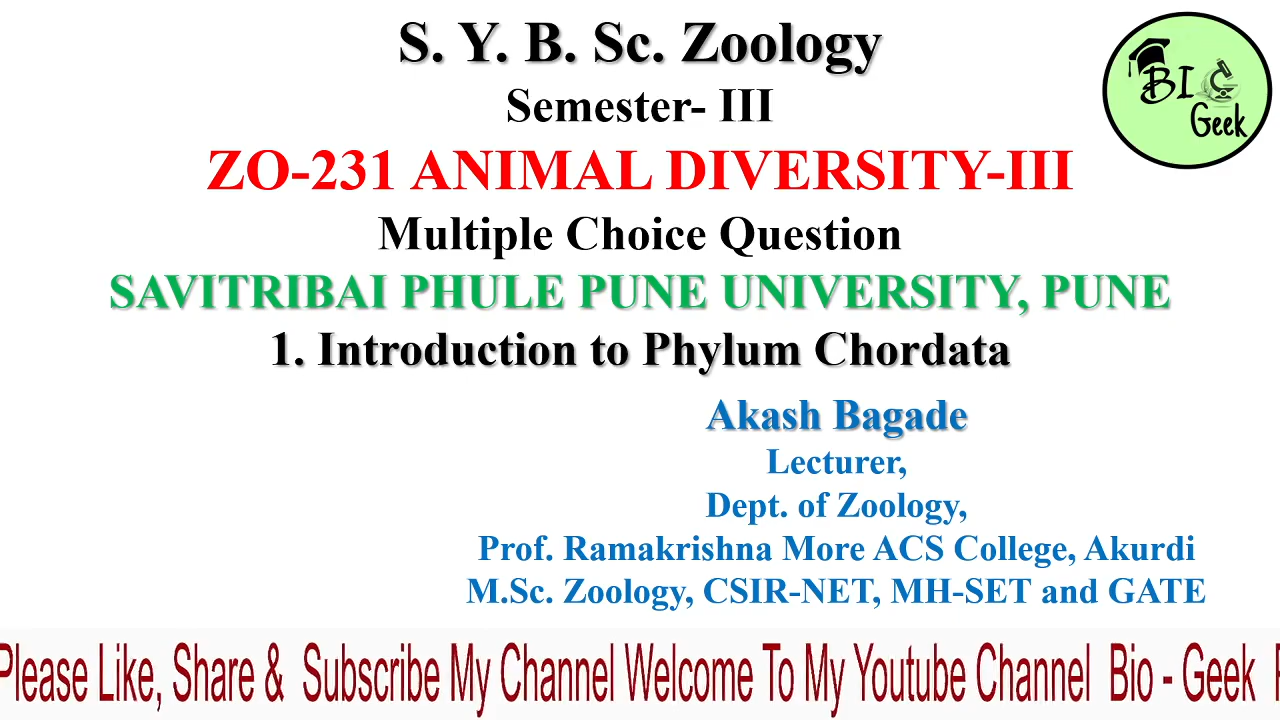 S. Y. B. Sc. Zoology
Semester- III
ZO-231 ANIMAL DIVERSITY-III
Multiple Choice Question
SAVITRIBAI PHULE PUNE UNIVERSITY, PUNE
1. Introduction to Phylum Chordata
BIO
Geek
Akash Bagade
Lecturer,
Dept. of Zoology,
Prof. Ramakrishna More ACS College, Akurdi
M.Sc. Zoology, CSIR-NET, MH-SET and GATE
Please Like, Share & Subscribe My Channel Welcome To My Youtube Channel Bio - Geek